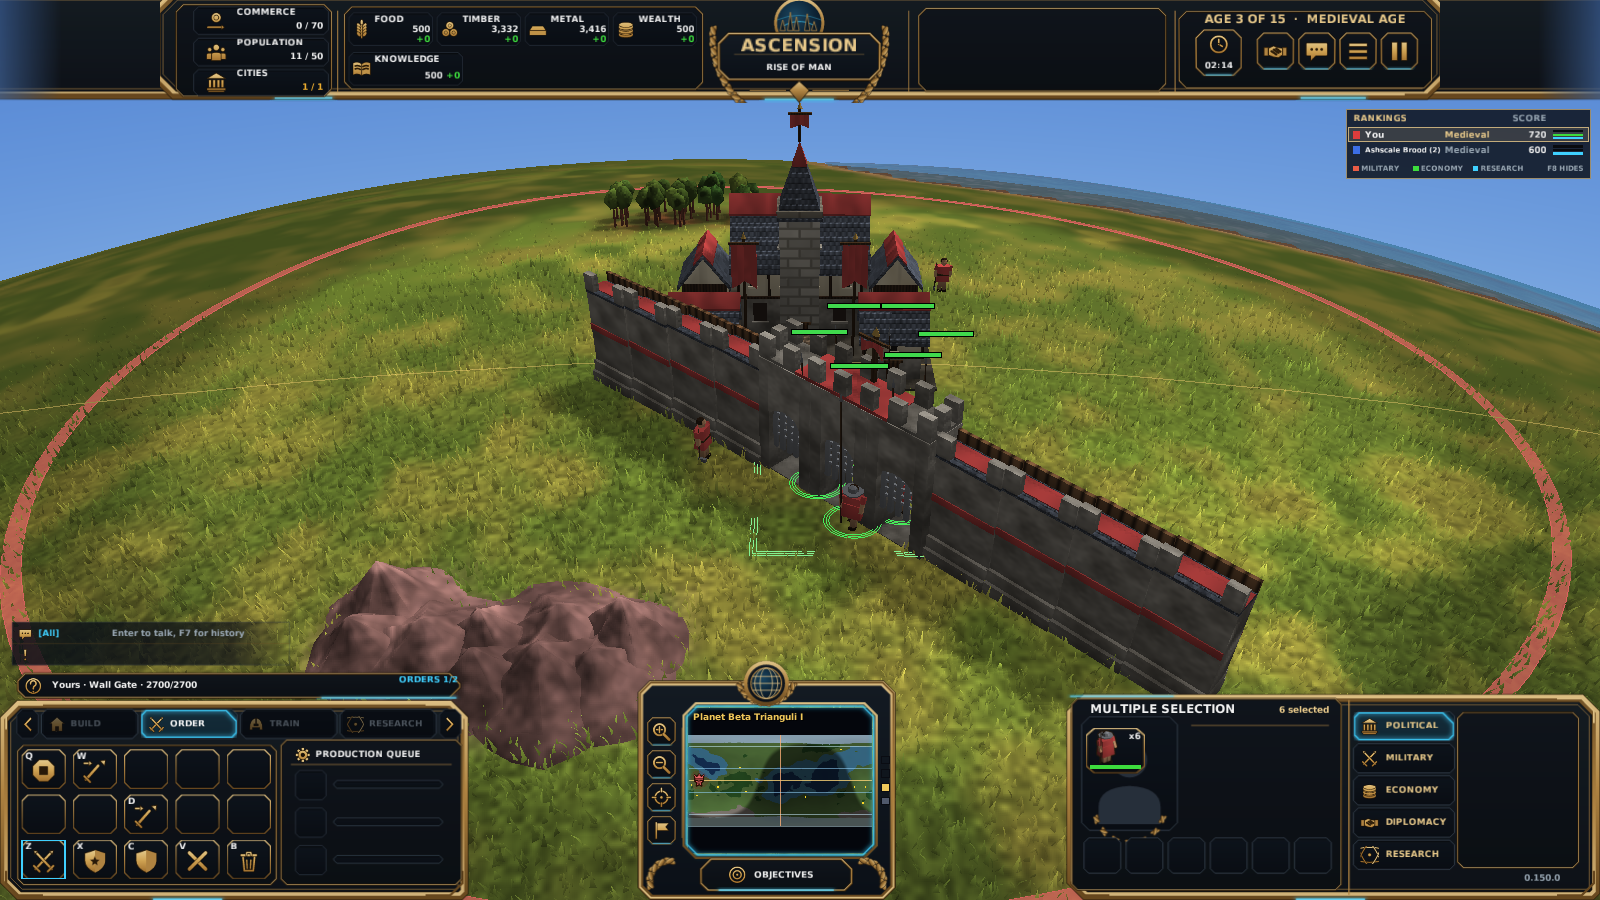 COMMERCE
0 / 70
POPULATION
11 / 50
CITIES
1 / 1
FOOD
500
+0
TIMBER
3,332
+0
METAL
3,416
+0
WEALTH
500
+0
KNOWLEDGE
500 +0
ASCENSION
RISE OF MAN
AGE 3 OF 15 · MEDIEVAL AGE
02:14
RANKINGS SCORE
You Medieval 720
Ashscale Brood (2) Medieval 600
MILITARY ECONOMY RESEARCH F8 HIDES
[All] Enter to talk, F7 for history
!
Yours · Wall Gate · 2700/2700
ORDERS 1/2
BUILD ORDER TRAIN RESEARCH
Q W
D
Z X C V B
PRODUCTION QUEUE
Planet Beta Trianguli I
OBJECTIVES
MULTIPLE SELECTION 6 selected
x6
POLITICAL
MILITARY
ECONOMY
DIPLOMACY
RESEARCH
0.150.0